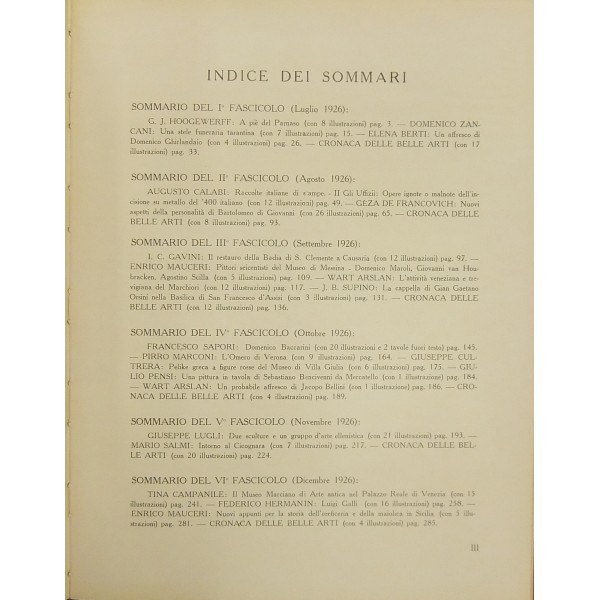 INDICE DEI SOMMARI
SOMMARIO DEL Iº FASCICOLO (Luglio 1926):
G. J. HOOGEWERFF: A piè del Parnaso (con 8 illustrazioni) pag. 3. — DOMENICO ZAN-
CANI: Una stele funeraria tarantina (con 7 illustrazioni) pag. 15. — ELENA BERTI: Un affresco di
Domenico Ghirlandaio (con 4 illustrazioni) pag. 26. — CRONACA DELLE BELLE ARTI (con 17
illustrazioni) pag. 33.
SOMMARIO DEL IIº FASCICOLO (Agosto 1926):
AUGUSTO CALABI: Raccolte italiane di s'ampe. - II Gli Uffizii: Opere ignote o malnote dell'in-
cisione su metallo del '400 italiano (con 12 illustrazioni) pag. 49. — GEZA DE FRANCOVICH: Nuovi
aspetti della personalità di Bartolomeo di Giovanni (con 26 illustrazioni) pag. 65. — CRONACA DELLE
BELLE ARTI (con 8 illustrazioni) pag. 93.
SOMMARIO DEL IIIº FASCICOLO (Settembre 1926):
I. C. GAVINI: Il restauro della Badia di S. Clemente a Casauria (con 12 illustrazioni) pag. 97. —
ENRICO MAUCERI: Pittori seicentisti del Museo di Messina. Domenico Maroli, Giovanni van Hou-
bracken, Agostino Scilla (con 5 illustrazioni) pag. 109. — WART ARSLAN: L'attività veneziana e tre-
vigiana del Marchiori (con 12 illustrazioni) pag. 117. — J. B. SUPINO: La cappella di Gian Gaetano
Orsini nella Basilica di San Francesco d'Assisi (con 3 illustrazioni) pag. 131. — CRONACA DELLE
BELLE ARTI (con 12 illustrazioni) pag. 136.
SOMMARIO DEL IVº FASCICOLO (Ottobre 1926):
FRANCESCO SAPORI: Domenico Baccarini (con 20 illustrazioni e 2 tavole fuori testo) pag. 145.
— PIRRO MARCONI: L'Omero di Verona (con 9 illustrazioni) pag. 164. — GIUSEPPE CUL-
TRERA: Pelike greca a figure rosse del Museo di Villa Giulia (con 6 illustrazioni) pag. 175. — GIU-
LIO PENSI: Una pittura in tavola di Sebastiano Bencivenni da Mercatello (con 1 illustrazione) pag. 184.
— WART ARSLAN: Un probabile affresco di Jacopo Bellini (con 1 illustrazione) pag. 186. — CRO-
NACA DELLE BELLE ARTI (con 4 illustrazioni) pag. 189.
SOMMARIO DEL Vº FASCICOLO (Novembre 1926):
GIUSEPPE LUGLI: Due sculture e un gruppo d'arte ellenistica (con 21 illustrazioni) pag. 193. —
MARIO SALMI: Intorno al Cicognara (con 7 illustrazioni) pag. 217. — CRONACA DELLE BEL-
LE ARTI (con 20 illustrazioni) pag. 224.
SOMMARIO DEL VIº FASCICOLO (Dicembre 1926):
TINA CAMPANILE: Il Museo Marciano di Arte antica nel Palazzo Reale di Venezia (con 15
illustrazioni) pag. 241. — FEDERICO HERMANIN: Luigi Galli (con 16 illustrazioni) pag. 258. —
ENRICO MAUCERI: Nuovi appunti per la storia dell'oreficeria e della maiolica in Sicilia (con 5 illu-
strazioni) pag. 281. — CRONACA DELLE BELLE ARTI (con 4 illustrazioni) pag. 285.
III